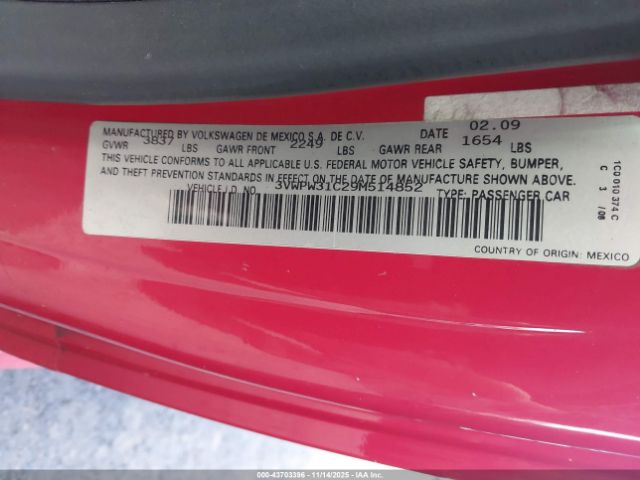 MANUFACTURED BY VOLKSWAGEN DE MEXICO S.A. DE C.V. DATE 02.09
GVWR 3837 LBS GAWR FRONT 2249 LBS GAWR REAR 1654 LBS
THIS VEHICLE CONFORMS TO ALL APPLICABLE U.S. FEDERAL MOTOR VEHICLE SAFETY, BUMPER,
AND THEFT PREVENTION STANDARDS IN EFFECT ON THE DATE OF MANUFACTURE SHOWN ABOVE.
VEHICLE I.D. NO. 3VWPW31C29M514852 TYPE: PASSENGER CAR
COUNTRY OF ORIGIN: MEXICO
1C0 010 374 C
C 3 / 08
000-43703396 11/14/2025 IAAI.COM